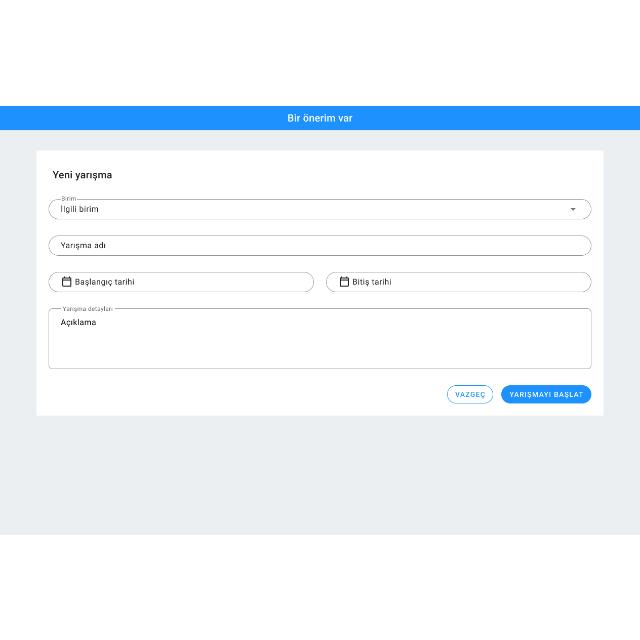 Bir önerim var
Yeni yarışma
Birim
İlgili birim
Yarışma adı
Başlangıç tarihi
Bitiş tarihi
Yarışma detayları
Açıklama
VAZGEÇ
YARIŞMAYI BAŞLAT